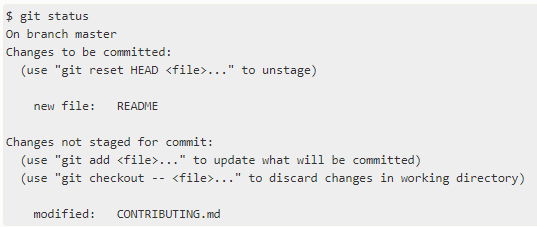 $ git status
On branch master
Changes to be committed:
  (use "git reset HEAD <file>..." to unstage)

    new file:   README

Changes not staged for commit:
  (use "git add <file>..." to update what will be committed)
  (use "git checkout -- <file>..." to discard changes in working directory)

    modified:   CONTRIBUTING.md